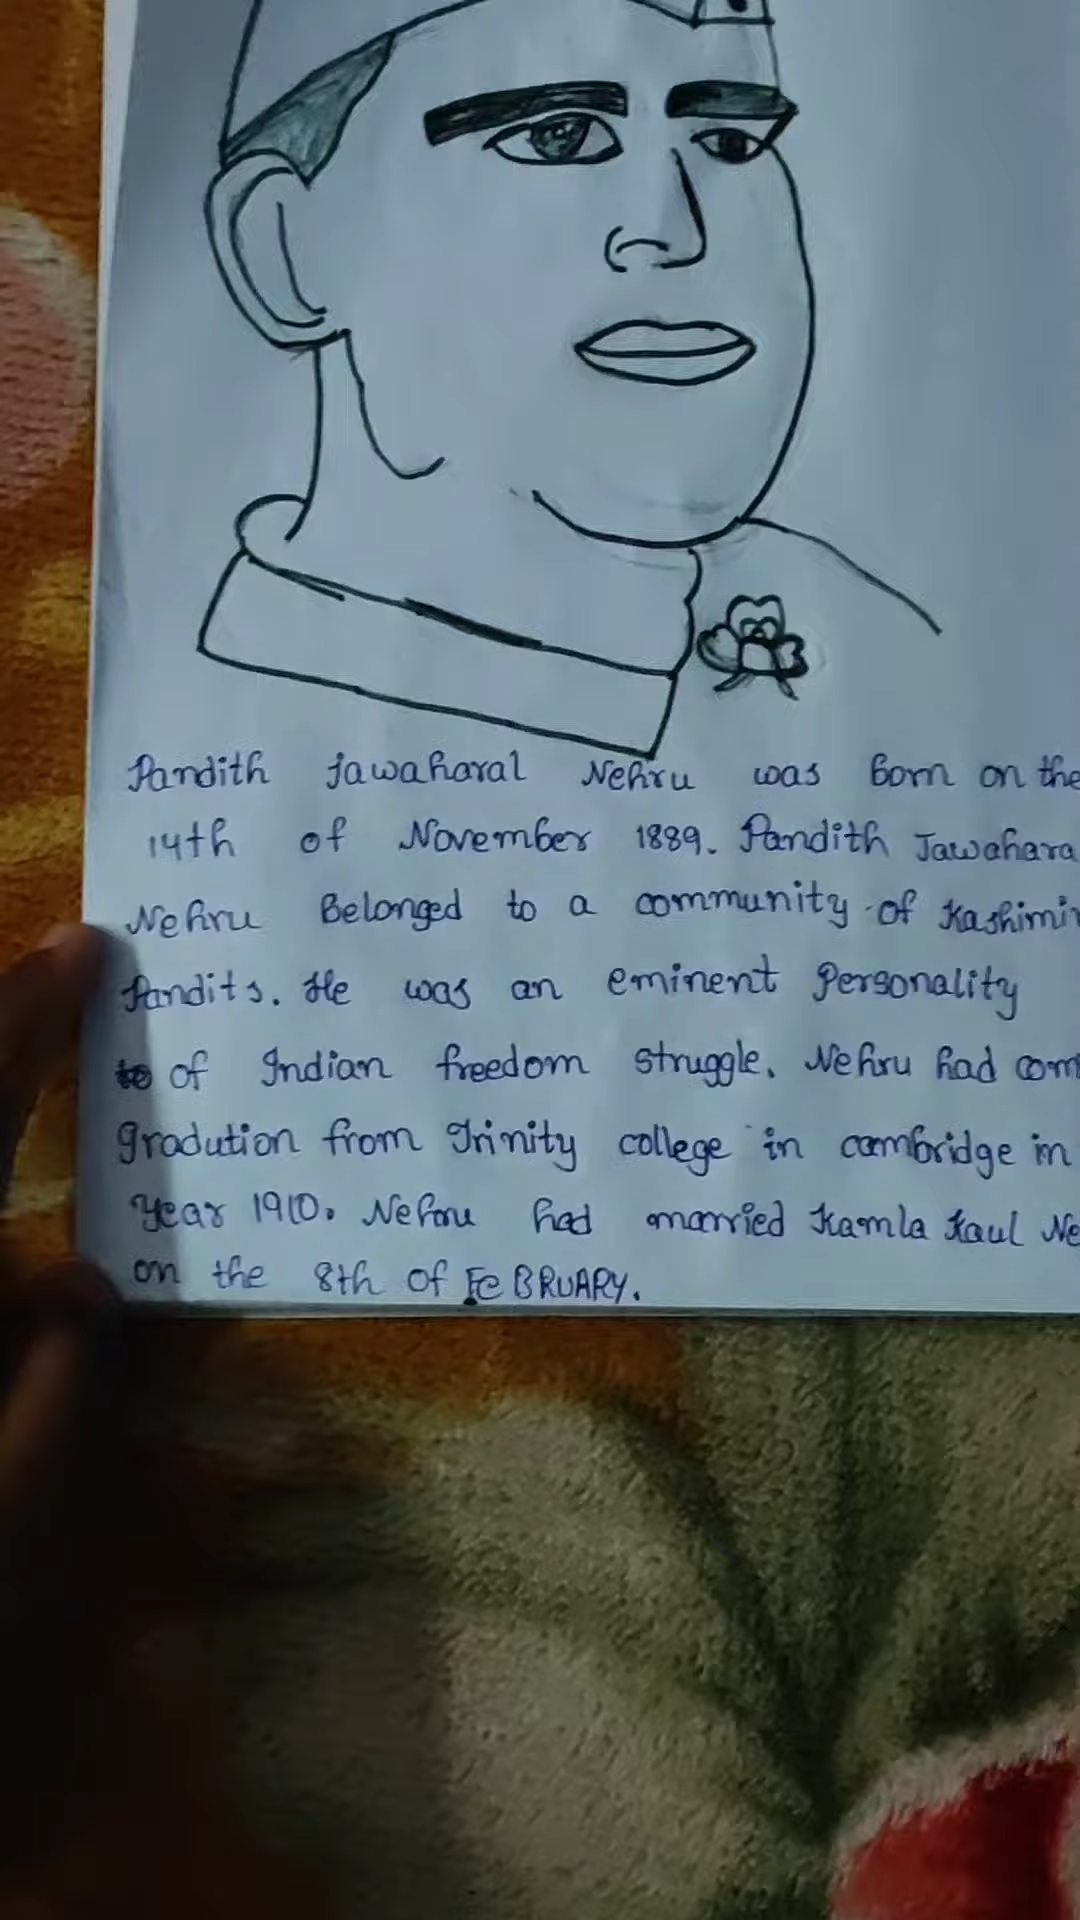 Pandith Jawaharal Nehru was Born on the
14th of November 1889. Pandith Jawahara
Nehru Belonged to a community of Kashimir
Pandits. He was an eminent Personality
of Indian freedom struggle. Nehru had com
gradution from Trinity college in cambridge in
Year 1910. Nehru had married Kamla Kaul Ne
on the 8th of FeBRUARY.